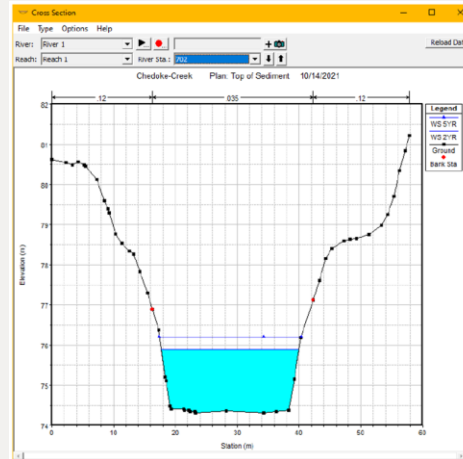 Cross Section
File Type Options Help
River: River 1
Reload Dat
Reach: Reach 1 River Sta.: 702
Chedoke-Creek Plan: Top of Sediment 10/14/2021
.12 .035 .12
Legend
WS 5YR
WS 2YR
Ground
Bank Sta
82
81
80
79
78
77
76
75
74
Elevation (m)
0 10 20 30 40 50 60
Station (m)